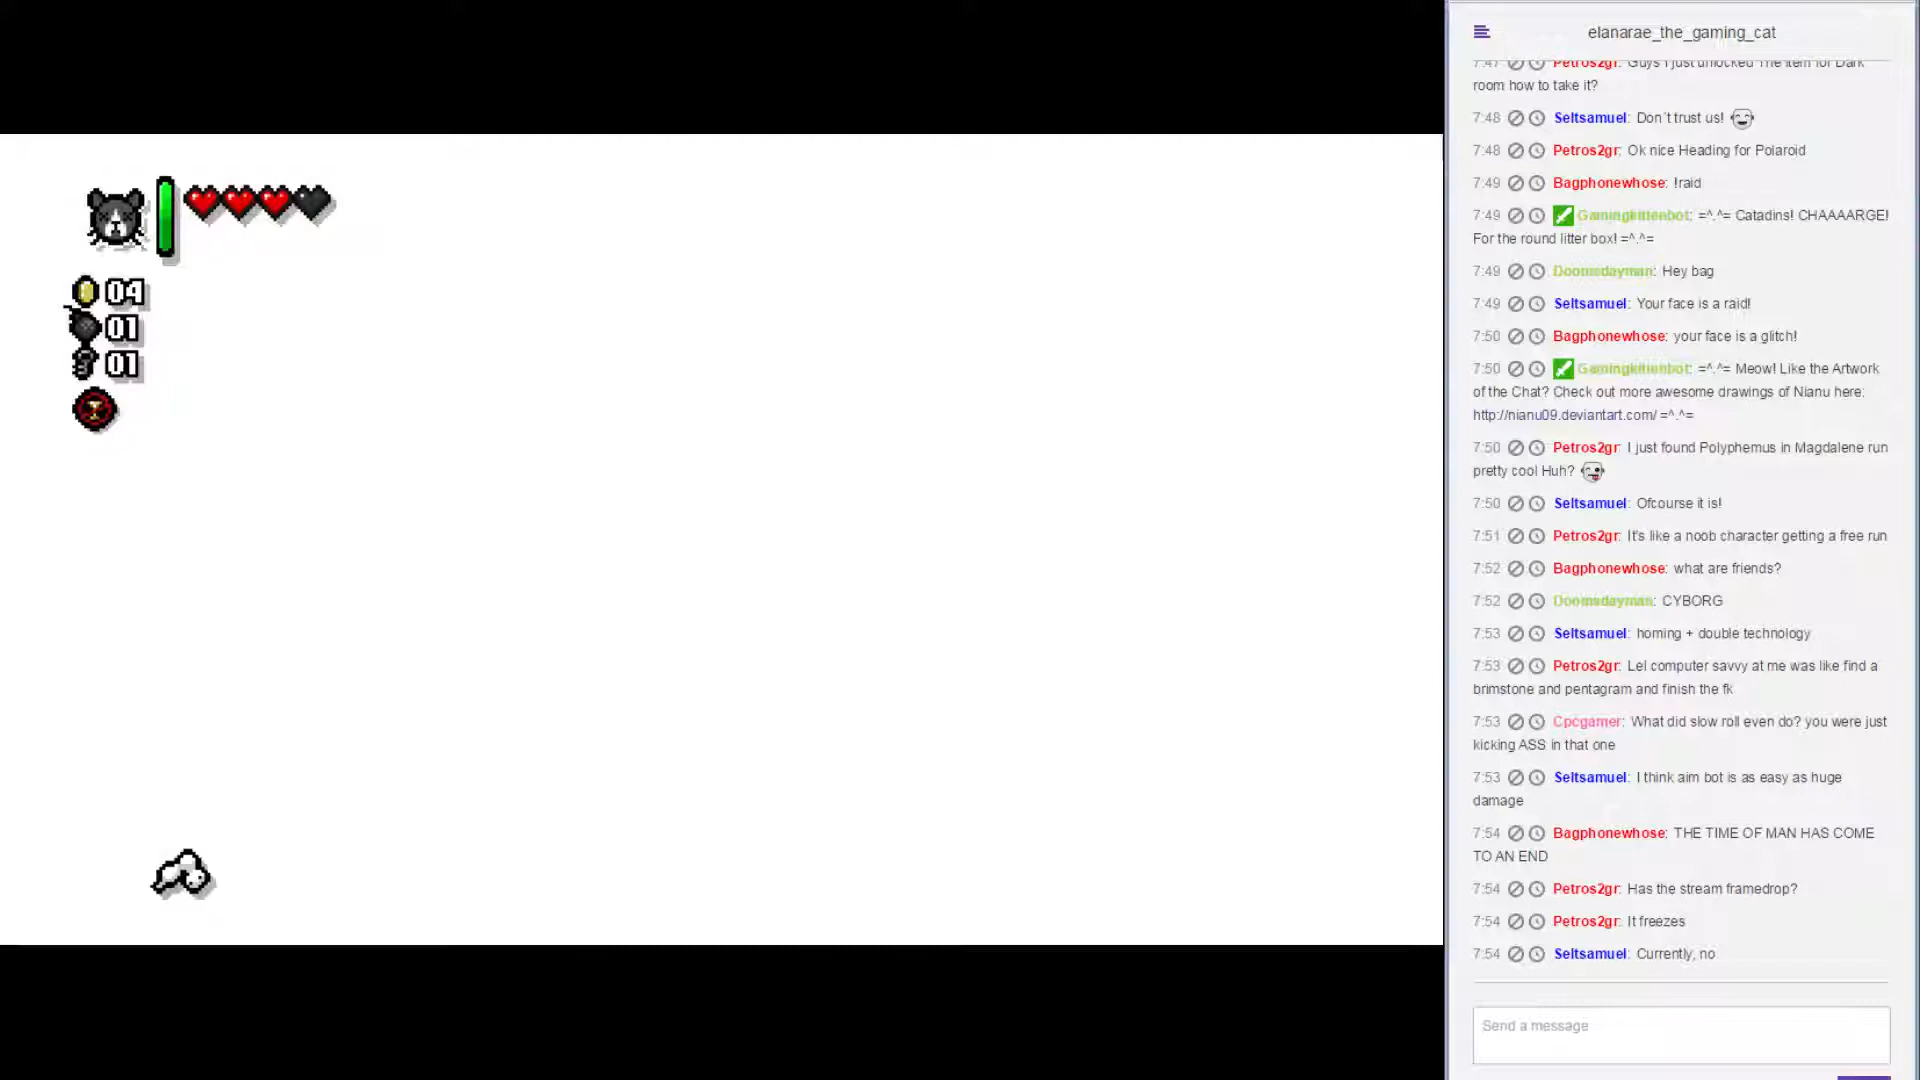 04
01
01
elanarae_the_gaming_cat
7:47 Petros2gr: Guys I just unlocked The item for Dark
room how to take it?
7:48 Seltsamuel: Don´t trust us!
7:48 Petros2gr: Ok nice Heading for Polaroid
7:49 Bagphonewhose: !raid
7:49 Gamingkittenbot: =^.^= Catadins! CHAAAARGE!
For the round litter box! =^.^=
7:49 Doomsdayman: Hey bag
7:49 Seltsamuel: Your face is a raid!
7:50 Bagphonewhose: your face is a glitch!
7:50 Gamingkittenbot: =^.^= Meow! Like the Artwork
of the Chat? Check out more awesome drawings of Nianu here:
http://nianu09.deviantart.com/ =^.^=
7:50 Petros2gr: I just found Polyphemus in Magdalene run
pretty cool Huh?
7:50 Seltsamuel: Ofcourse it is!
7:51 Petros2gr: It's like a noob character getting a free run
7:52 Bagphonewhose: what are friends?
7:52 Doomsdayman: CYBORG
7:53 Seltsamuel: homing + double technology
7:53 Petros2gr: Lel computer savvy at me was like find a
brimstone and pentagram and finish the fk
7:53 Cpcgamer: What did slow roll even do? you were just
kicking ASS in that one
7:53 Seltsamuel: I think aim bot is as easy as huge
damage
7:54 Bagphonewhose: THE TIME OF MAN HAS COME
TO AN END
7:54 Petros2gr: Has the stream framedrop?
7:54 Petros2gr: It freezes
7:54 Seltsamuel: Currently, no
Send a message